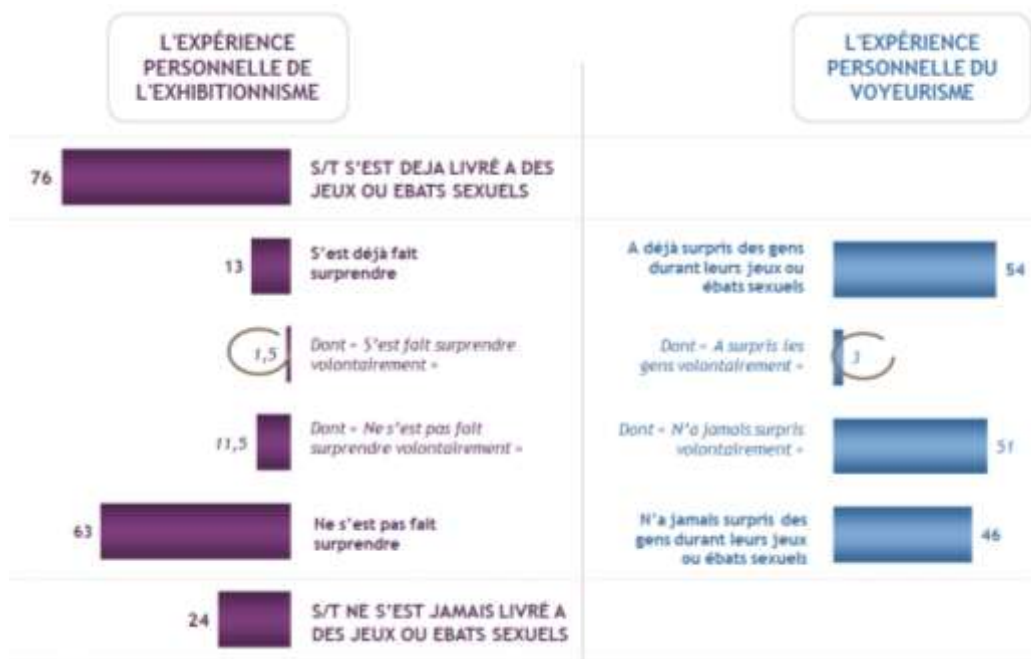 L'EXPÉRIENCE
PERSONNELLE DE
L'EXHIBITIONNISME
L'EXPÉRIENCE
PERSONNELLE DU
VOYEURISME
76
S/T S'EST DEJA LIVRÉ A DES
JEUX OU EBATS SEXUELS
13
S'est déjà fait
surprendre
A déjà surpris des gens
durant leurs jeux ou
ébats sexuels
54
1,5
Dont « S'est fait surprendre
volontairement »
Dont « A surpris les
gens volontairement »
3
11,5
Dont « Ne s'est pas fait
surprendre volontairement »
Dont « N'a jamais surpris
volontairement »
51
63
Ne s'est pas fait
surprendre
N'a jamais surpris des
gens durant leurs jeux
ou ébats sexuels
46
24
S/T NE S'EST JAMAIS LIVRÉ A
DES JEUX OU EBATS SEXUELS